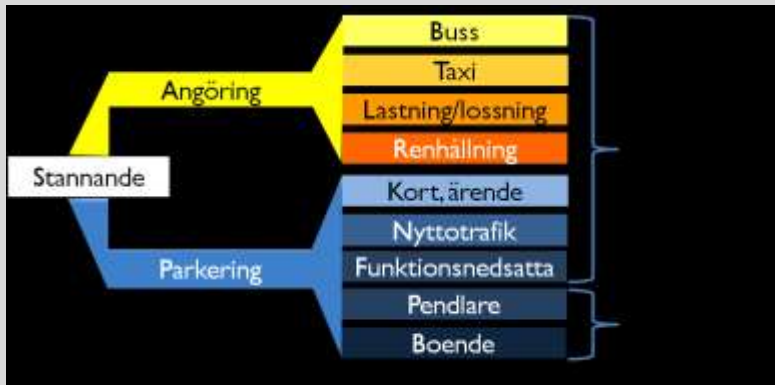 Stannande
Angöring
Buss
Taxi
Lastning/lossning
Renhållning
Parkering
Kort, ärende
Nyttotrafik
Funktionsnedsatta
Pendlare
Boende